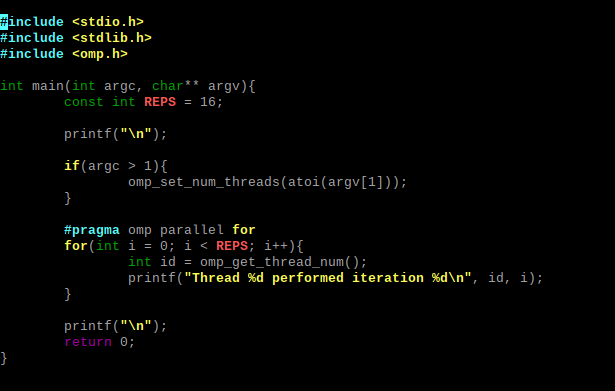 #include <stdio.h>
#include <stdlib.h>
#include <omp.h>
int main(int argc, char** argv){
        const int REPS = 16;
        printf("\n");
        if(argc > 1){
                omp_set_num_threads(atoi(argv[1]));
        }
        #pragma omp parallel for
        for(int i = 0; i < REPS; i++){
                int id = omp_get_thread_num();
                printf("Thread %d performed iteration %d\n", id, i);
        }
        printf("\n");
        return 0;
}